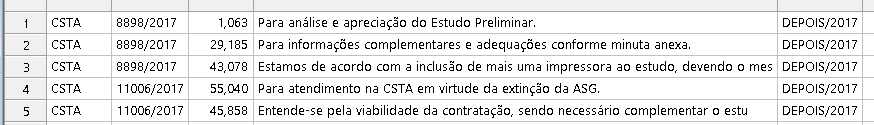 1 CSTA 8898/2017 1,063 Para análise e apreciação do Estudo Preliminar. DEPOIS/2017
2 CSTA 8898/2017 29,185 Para informações complementares e adequações conforme minuta anexa. DEPOIS/2017
3 CSTA 8898/2017 43,078 Estamos de acordo com a inclusão de mais uma impressora ao estudo, devendo o mes DEPOIS/2017
4 CSTA 11006/2017 55,040 Para atendimento na CSTA em virtude da extinção da ASG. DEPOIS/2017
5 CSTA 11006/2017 45,858 Entende-se pela viabilidade da contratação, sendo necessário complementar o estu DEPOIS/2017